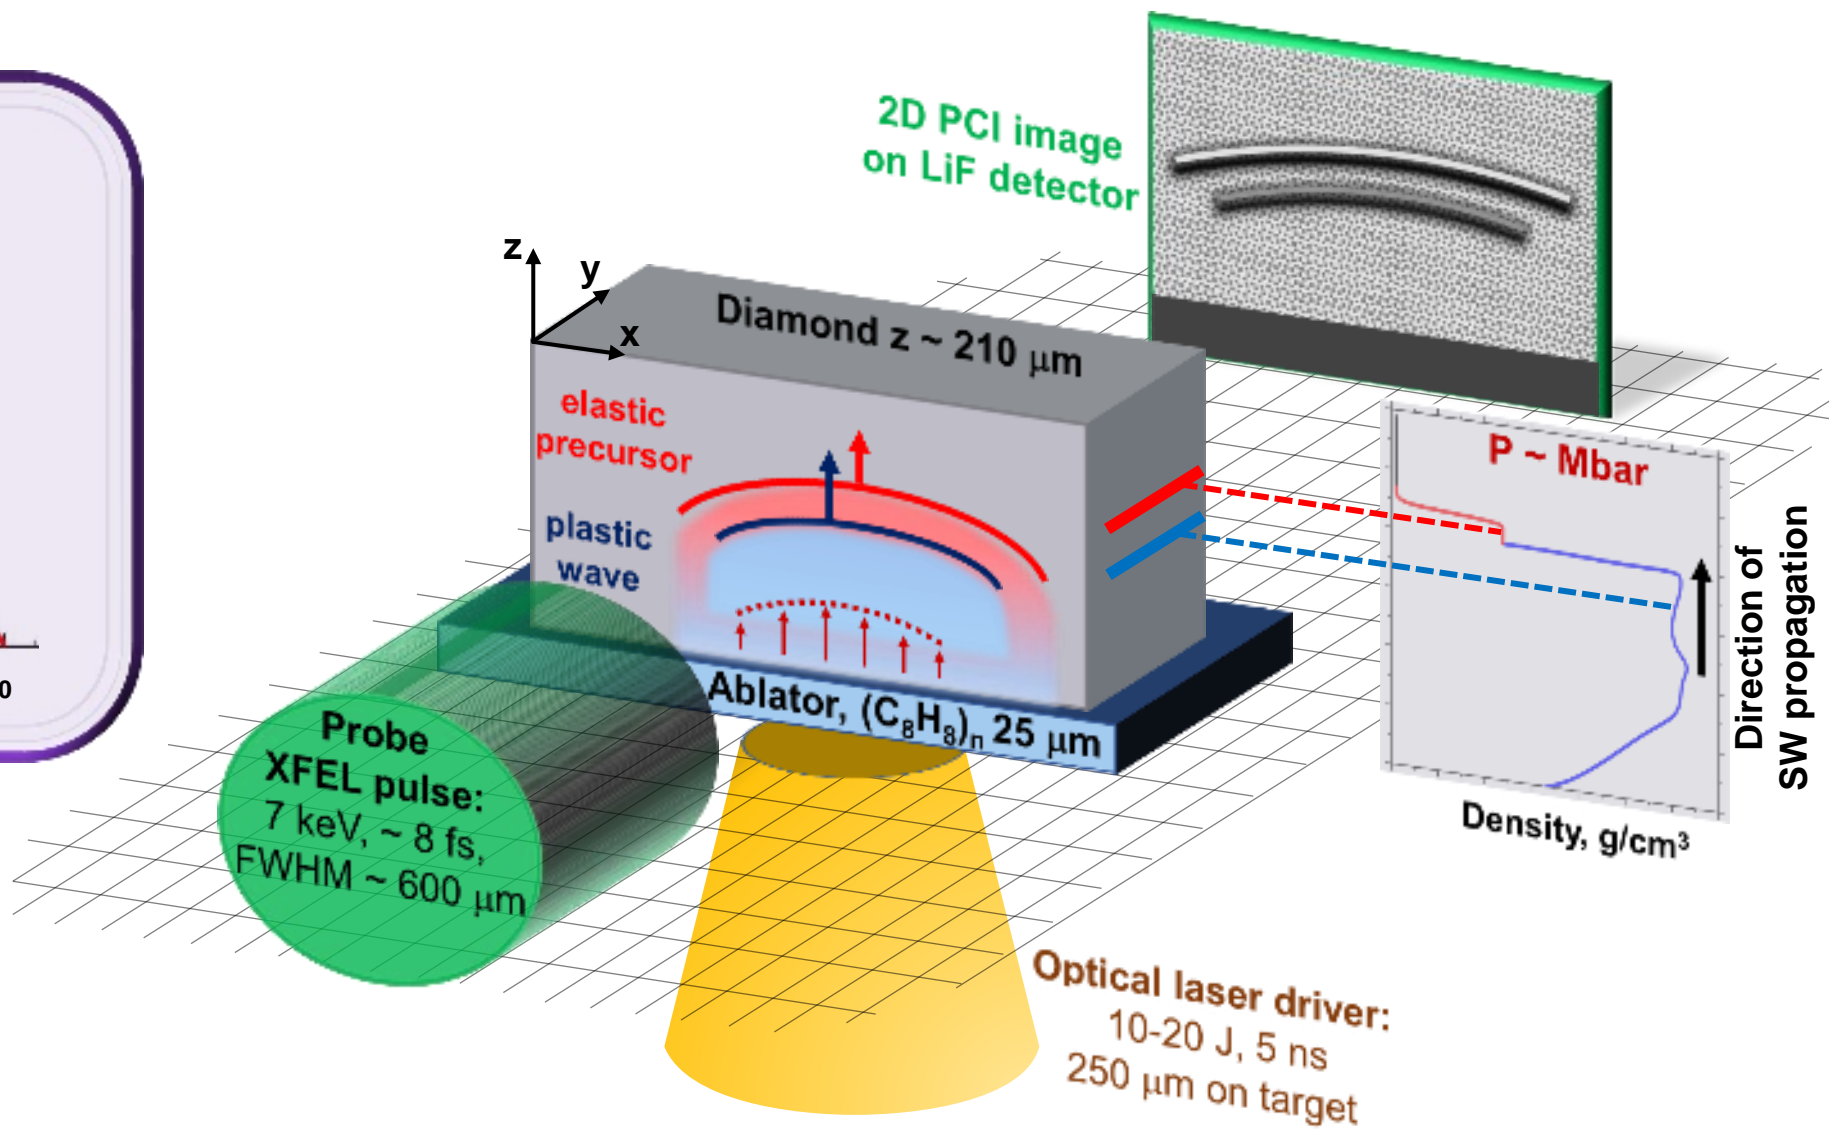 2D PCI image
on LiF detector
z
y
x
Diamond z ~ 210 μm
elastic
precursor
plastic
wave
P ~ Mbar
Direction of
SW propagation
Density, g/cm³
Ablator, (C₈H₈)ₙ 25 μm
Probe
XFEL pulse:
7 keV, ~ 8 fs,
FWHM ~ 600 μm
Optical laser driver:
10-20 J, 5 ns
250 μm on target
0